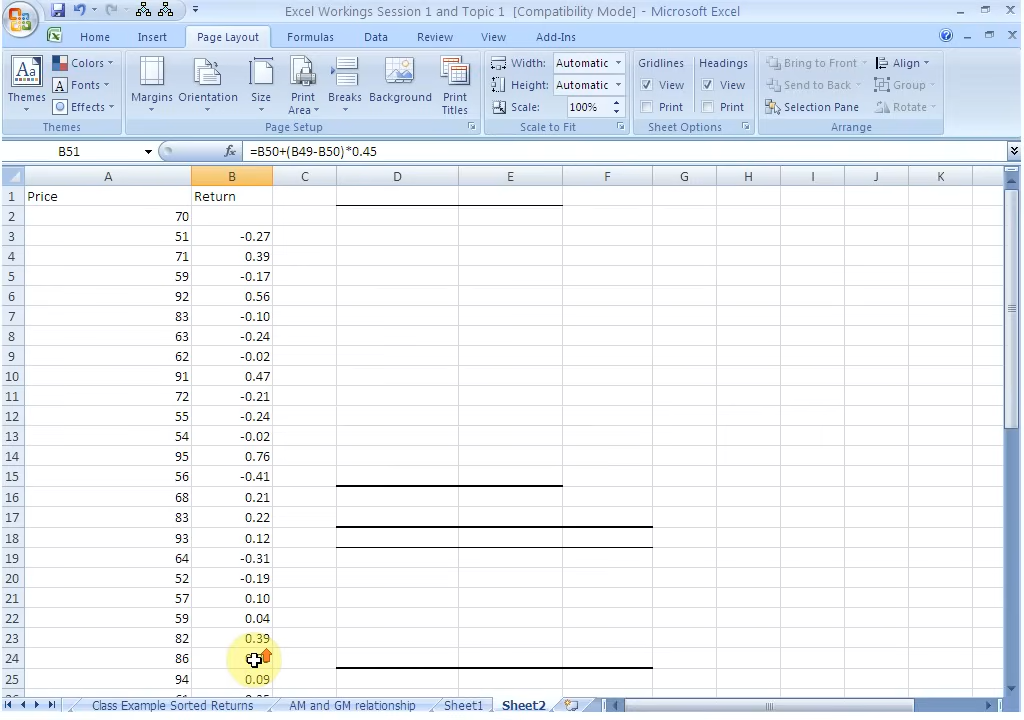 Excel Workings Session 1 and Topic 1 [Compatibility Mode] - Microsoft Excel
Home Insert Page Layout Formulas Data Review View Add-Ins
Themes Colors Fonts Effects Margins Orientation Size Print Area Breaks Background Print Titles Width: Automatic Height: Automatic Scale: 100% Gridlines View Print Headings View Print Bring to Front Send to Back Selection Pane Align Group Rotate
Themes Page Setup Scale to Fit Sheet Options Arrange
B51 fx =B50+(B49-B50)*0.45
A B C D E F G H I J K
1 Price Return
2 70
3 51 -0.27
4 71 0.39
5 59 -0.17
6 92 0.56
7 83 -0.10
8 63 -0.24
9 62 -0.02
10 91 0.47
11 72 -0.21
12 55 -0.24
13 54 -0.02
14 95 0.76
15 56 -0.41
16 68 0.21
17 83 0.22
18 93 0.12
19 64 -0.31
20 52 -0.19
21 57 0.10
22 59 0.04
23 82 0.39
24 86
25 94 0.09
Class Example Sorted Returns AM and GM relationship Sheet1 Sheet2